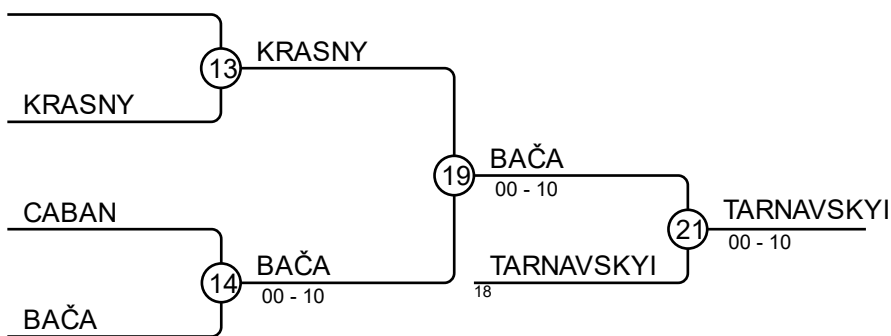 KRASNY
13
KRASNY
BAČA
19
00 - 10
CABAN
TARNAVSKYI
21
00 - 10
BAČA
TARNAVSKYI
14
00 - 10
18
BAČA